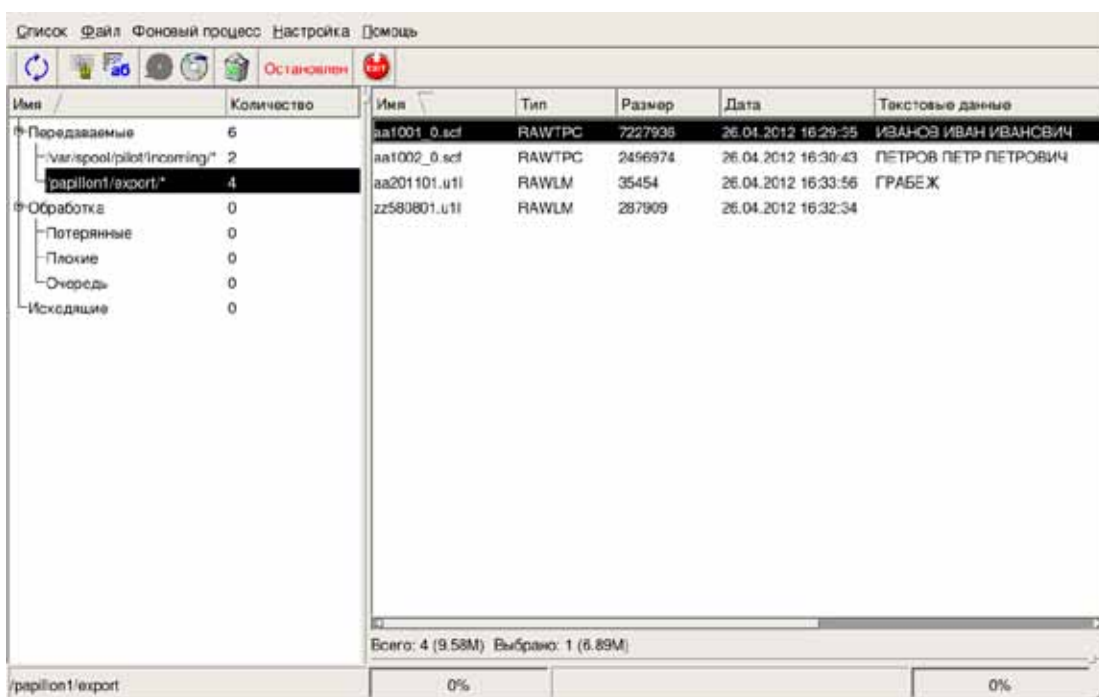 Список Файл Фоновый процесс Настройка Помощь
аб Остановлен EXIT
Имя Количество
Передаваемые 6
/var/spool/pilot/incoming/* 2
/papillon1/export/* 4
Обработка 0
Потерянные 0
Плохие 0
Очередь 0
Исходящие 0
Имя Тип Размер Дата Текстовые данные
aa1001_0.scf RAWTPC 7227936 26.04.2012 16:29:35 ИВАНОВ ИВАН ИВАНОВИЧ
aa1002_0.scf RAWTPC 2496974 26.04.2012 16:30:43 ПЕТРОВ ПЕТР ПЕТРОВИЧ
aa201101.u1l RAWLM 35454 26.04.2012 16:33:56 ГРАБЕЖ
zz580801.u1l RAWLM 287909 26.04.2012 16:32:34
Всего: 4 (9.58M) Выбрано: 1 (6.89M)
/papillon1/export 0% 0%